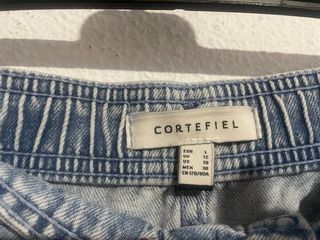 CORTEFIEL
EUR L
UK 12
US 10
MEX 30
CN 170/80A